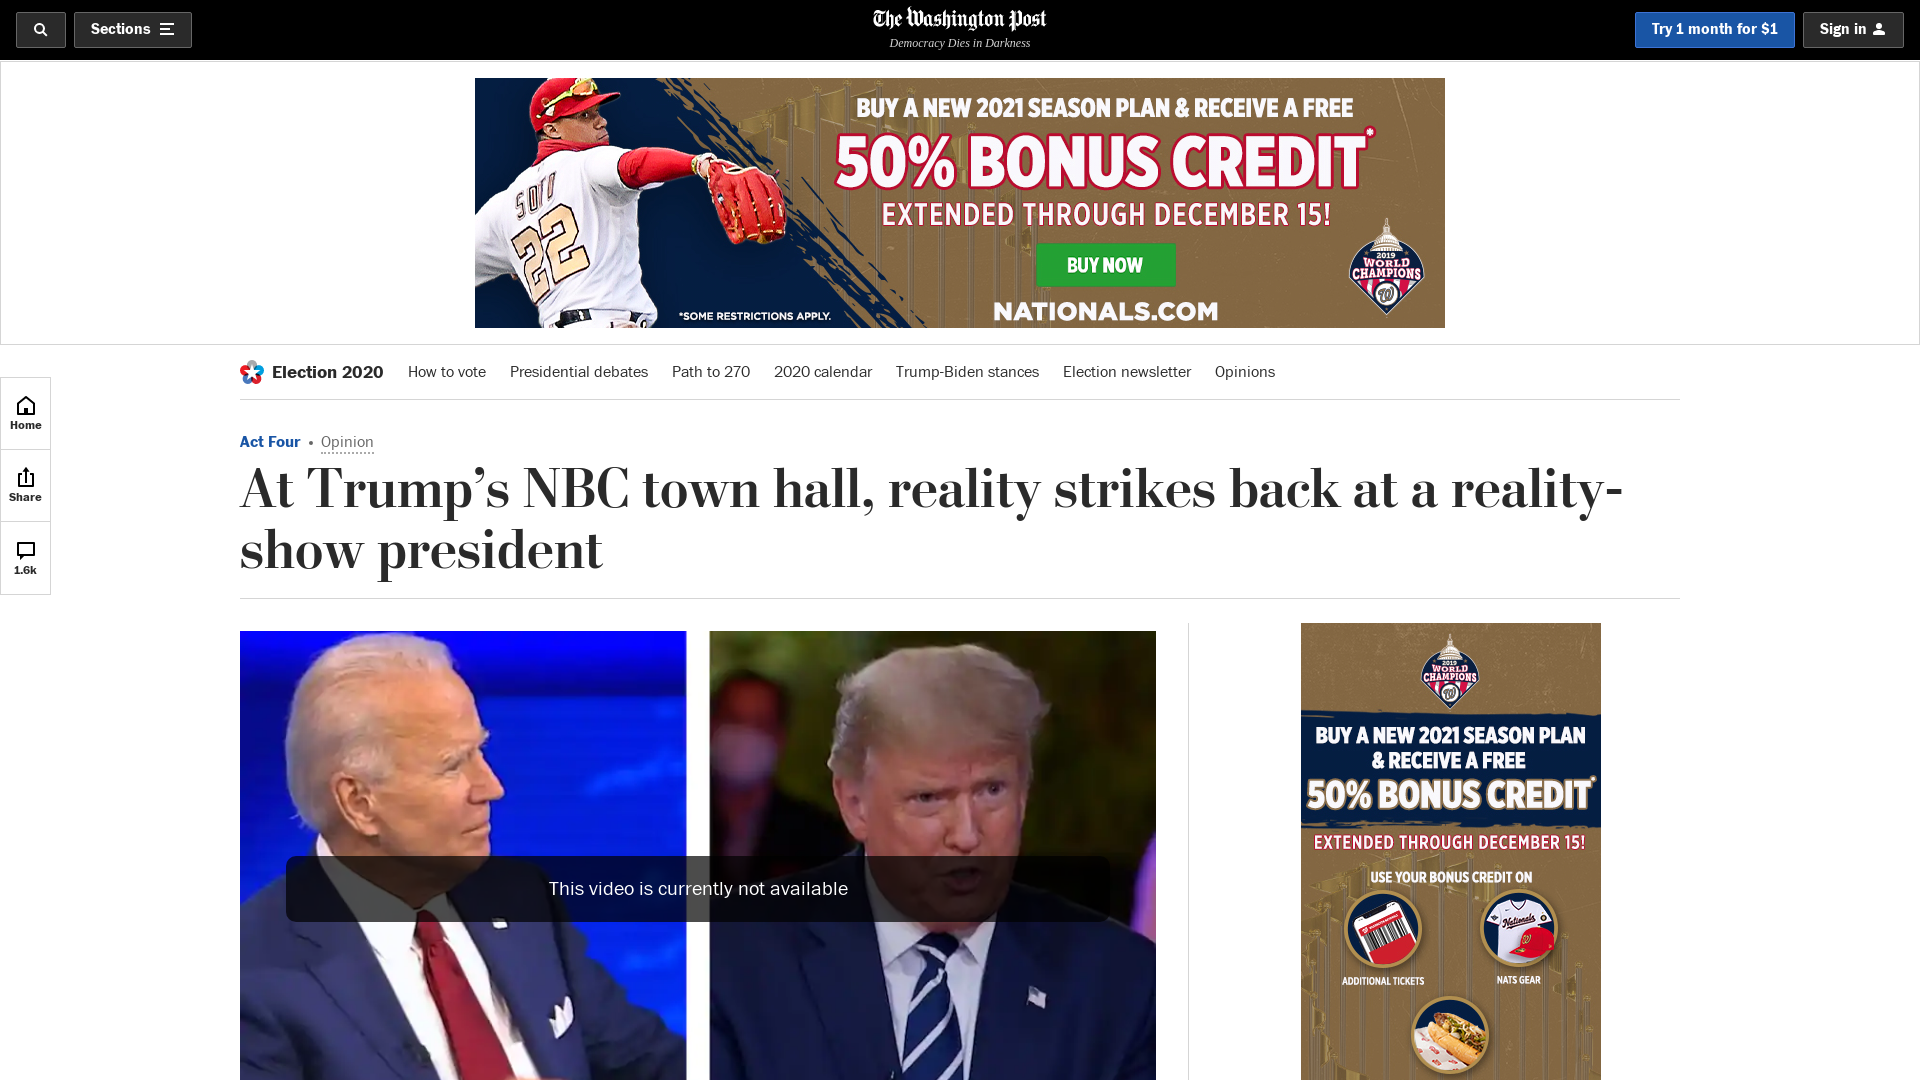 Sections
The Washington Post
Democracy Dies in Darkness
Try 1 month for $1
Sign in
BUY A NEW 2021 SEASON PLAN & RECEIVE A FREE
50% BONUS CREDIT*
EXTENDED THROUGH DECEMBER 15!
BUY NOW
NATIONALS.COM
*SOME RESTRICTIONS APPLY.
22
2019
WORLD
CHAMPIONS
W
Election 2020 How to vote Presidential debates Path to 270 2020 calendar Trump-Biden stances Election newsletter Opinions
Home
Share
1.6k
Act Four • Opinion
At Trump’s NBC town hall, reality strikes back at a reality-
show president
This video is currently not available
2019
WORLD
CHAMPIONS
W
BUY A NEW 2021 SEASON PLAN
& RECEIVE A FREE
50% BONUS CREDIT*
EXTENDED THROUGH DECEMBER 15!
USE YOUR BONUS CREDIT ON
Nationals
ADDITIONAL TICKETS
NATS GEAR